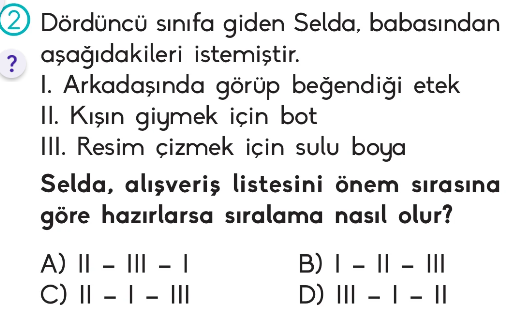 2 Dördüncü sınıfa giden Selda, babasından
? aşağıdakileri istemiştir.
I. Arkadaşında görüp beğendiği etek
II. Kışın giymek için bot
III. Resim çizmek için sulu boya
Selda, alışveriş listesini önem sırasına
göre hazırlarsa sıralama nasıl olur?
A) II – III – I B) I – II – III
C) II – I – III D) III – I – II